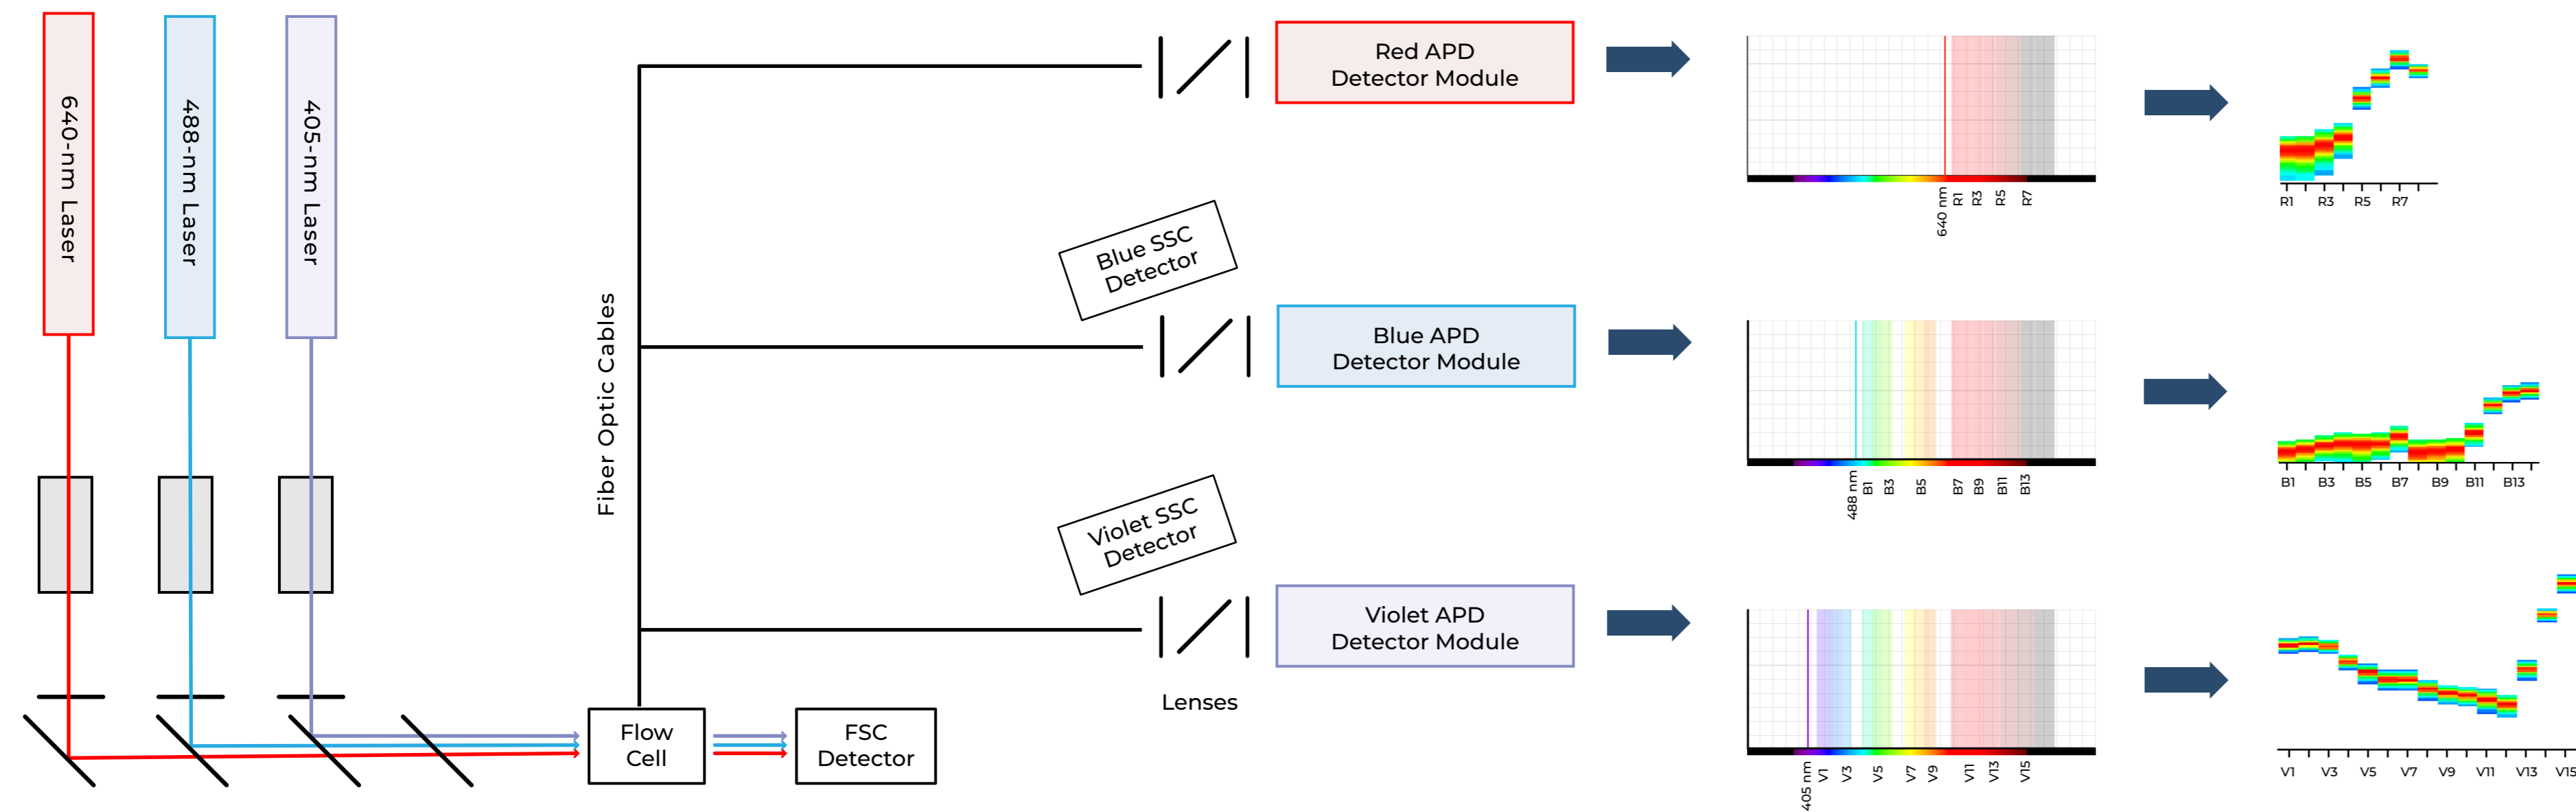 640-nm Laser
488-nm Laser
405-nm Laser
Fiber Optic Cables
Flow
Cell
FSC
Detector
Lenses
Blue SSC
Detector
Violet SSC
Detector
Red APD
Detector Module
Blue APD
Detector Module
Violet APD
Detector Module
640 nm R1 R3 R5 R7
R1 R3 R5 R7
488 nm B1 B3 B5 B7 B9 B11 B13
B1 B3 B5 B7 B9 B11 B13
405 nm V1 V3 V5 V7 V9 V11 V13 V15
V1 V3 V5 V7 V9 V11 V13 V15